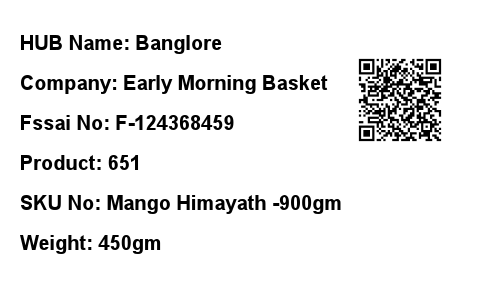 HUB Name: Banglore
Company: Early Morning Basket
Fssai No: F-124368459
Product: 651
SKU No: Mango Himayath -900gm
Weight: 450gm